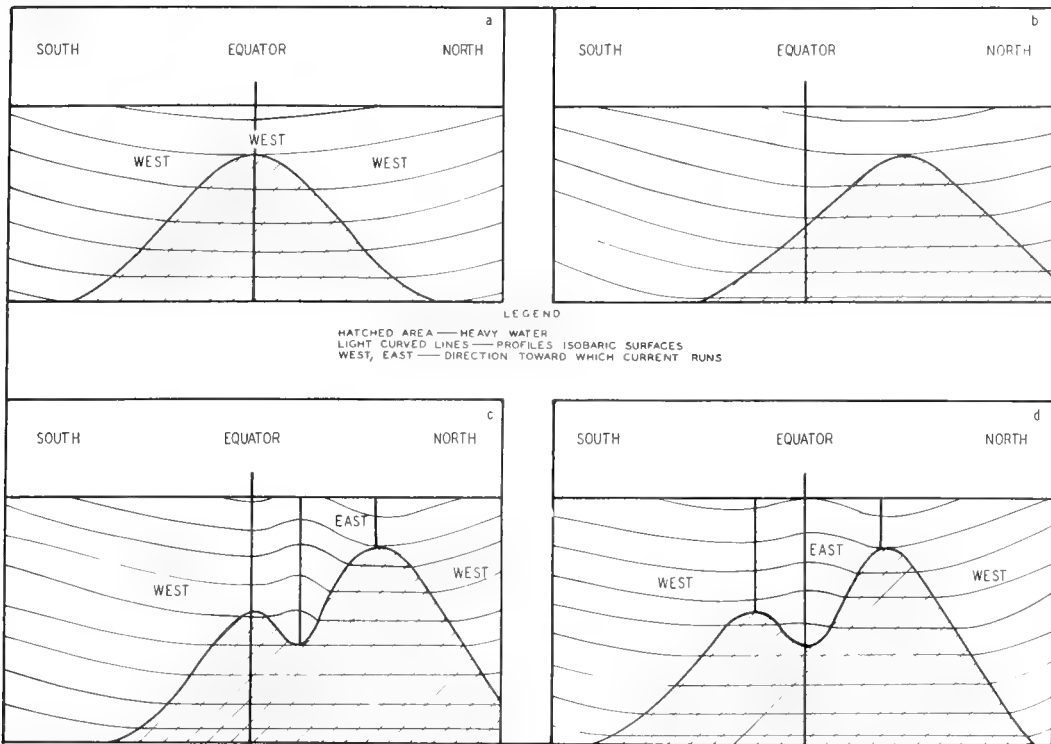 a
SOUTH EQUATOR NORTH
WEST
WEST WEST
b
SOUTH EQUATOR NORTH
LEGEND
HATCHED AREA — HEAVY WATER
LIGHT CURVED LINES — PROFILES ISOBARIC SURFACES
WEST, EAST — DIRECTION TOWARD WHICH CURRENT RUNS
c
SOUTH EQUATOR NORTH
EAST
WEST WEST
d
SOUTH EQUATOR NORTH
EAST
WEST WEST